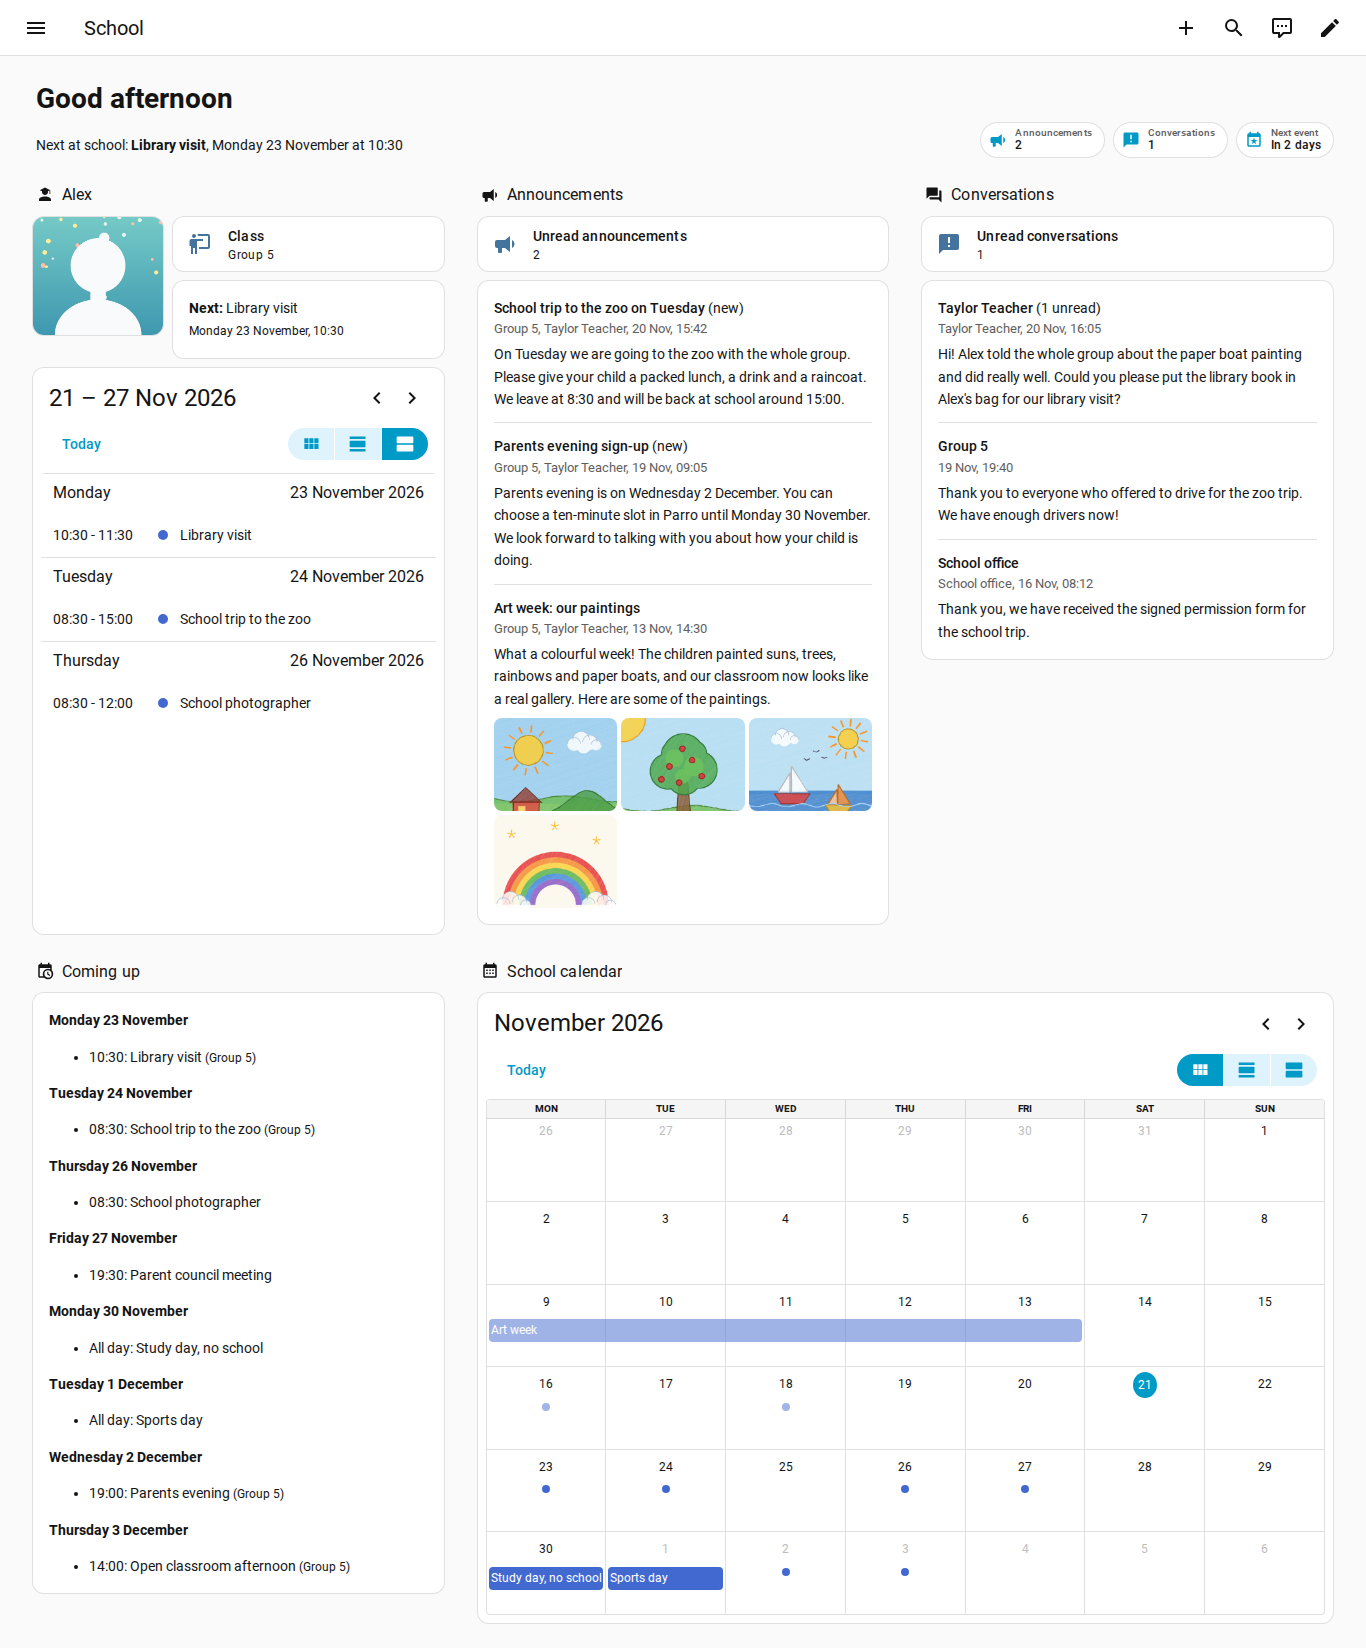 School
Good afternoon
Next at school: Library visit, Monday 23 November at 10:30
Announcements
2
Conversations
1
Next event
In 2 days
Alex
Class
Group 5
Next: Library visit
Monday 23 November, 10:30
21 – 27 Nov 2026
Today
Monday 23 November 2026
10:30 - 11:30 Library visit
Tuesday 24 November 2026
08:30 - 15:00 School trip to the zoo
Thursday 26 November 2026
08:30 - 12:00 School photographer
Announcements
Unread announcements
2
School trip to the zoo on Tuesday (new)
Group 5, Taylor Teacher, 20 Nov, 15:42
On Tuesday we are going to the zoo with the whole group.
Please give your child a packed lunch, a drink and a raincoat.
We leave at 8:30 and will be back at school around 15:00.
Parents evening sign-up (new)
Group 5, Taylor Teacher, 19 Nov, 09:05
Parents evening is on Wednesday 2 December. You can
choose a ten-minute slot in Parro until Monday 30 November.
We look forward to talking with you about how your child is
doing.
Art week: our paintings
Group 5, Taylor Teacher, 13 Nov, 14:30
What a colourful week! The children painted suns, trees,
rainbows and paper boats, and our classroom now looks like
a real gallery. Here are some of the paintings.
Conversations
Unread conversations
1
Taylor Teacher (1 unread)
Taylor Teacher, 20 Nov, 16:05
Hi! Alex told the whole group about the paper boat painting
and did really well. Could you please put the library book in
Alex's bag for our library visit?
Group 5
19 Nov, 19:40
Thank you to everyone who offered to drive for the zoo trip.
We have enough drivers now!
School office
School office, 16 Nov, 08:12
Thank you, we have received the signed permission form for
the school trip.
Coming up
Monday 23 November
• 10:30: Library visit (Group 5)
Tuesday 24 November
• 08:30: School trip to the zoo (Group 5)
Thursday 26 November
• 08:30: School photographer
Friday 27 November
• 19:30: Parent council meeting
Monday 30 November
• All day: Study day, no school
Tuesday 1 December
• All day: Sports day
Wednesday 2 December
• 19:00: Parents evening (Group 5)
Thursday 3 December
• 14:00: Open classroom afternoon (Group 5)
School calendar
November 2026
Today
MON TUE WED THU FRI SAT SUN
26 27 28 29 30 31 1
2 3 4 5 6 7 8
9 10 11 12 13 14 15
Art week
16 17 18 19 20 21 22
23 24 25 26 27 28 29
30 1 2 3 4 5 6
Study day, no school Sports day